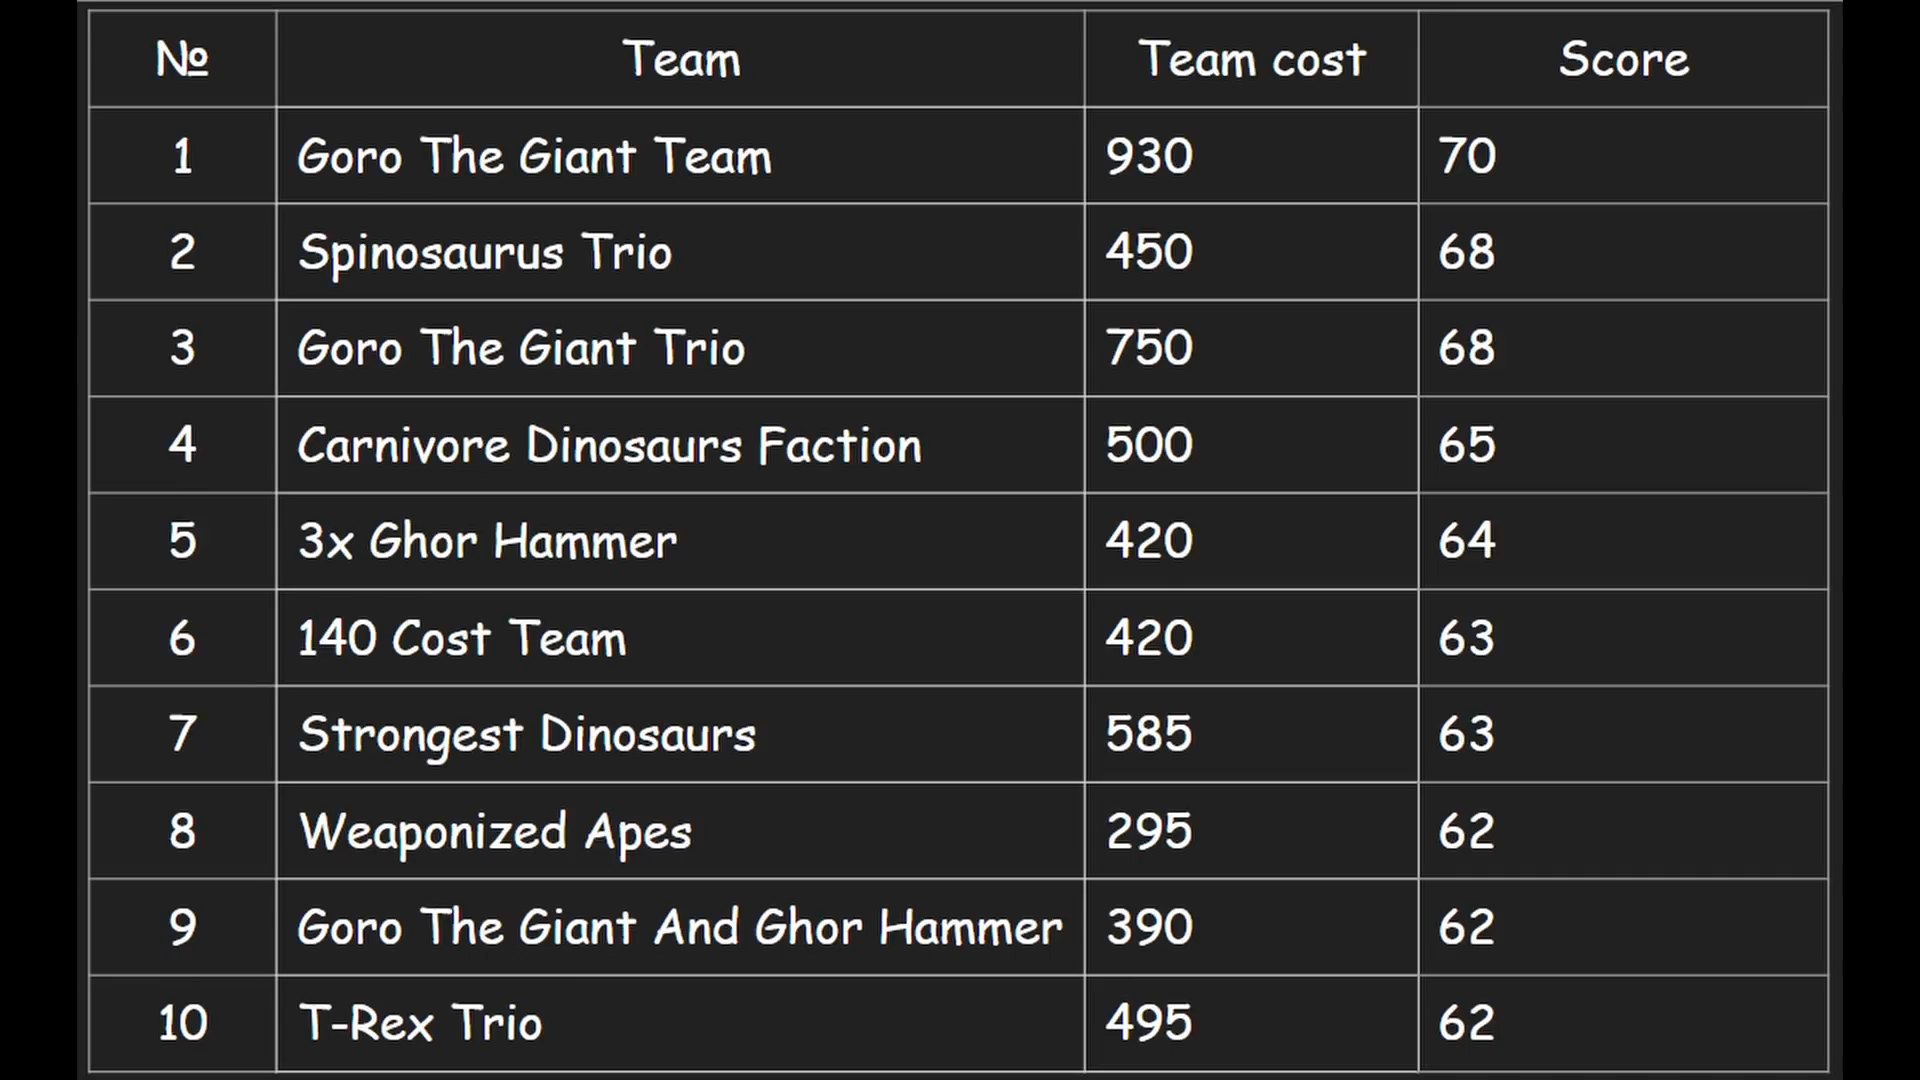 № Team Team cost Score
1 Goro The Giant Team 930 70
2 Spinosaurus Trio 450 68
3 Goro The Giant Trio 750 68
4 Carnivore Dinosaurs Faction 500 65
5 3x Ghor Hammer 420 64
6 140 Cost Team 420 63
7 Strongest Dinosaurs 585 63
8 Weaponized Apes 295 62
9 Goro The Giant And Ghor Hammer 390 62
10 T-Rex Trio 495 62